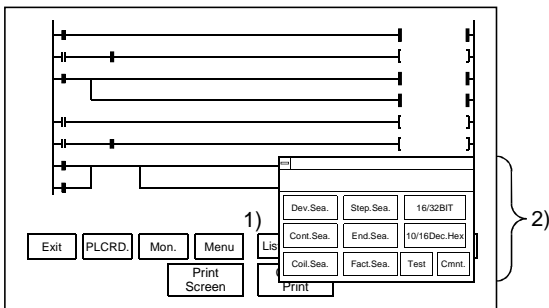 1)
2)
Dev.Sea. Step.Sea. 16/32BIT
Cont.Sea. End.Sea. 10/16Dec.Hex
Coil.Sea. Fact.Sea. Test Cmnt.
Exit PLCRD. Mon. Menu
Print
Screen
Print